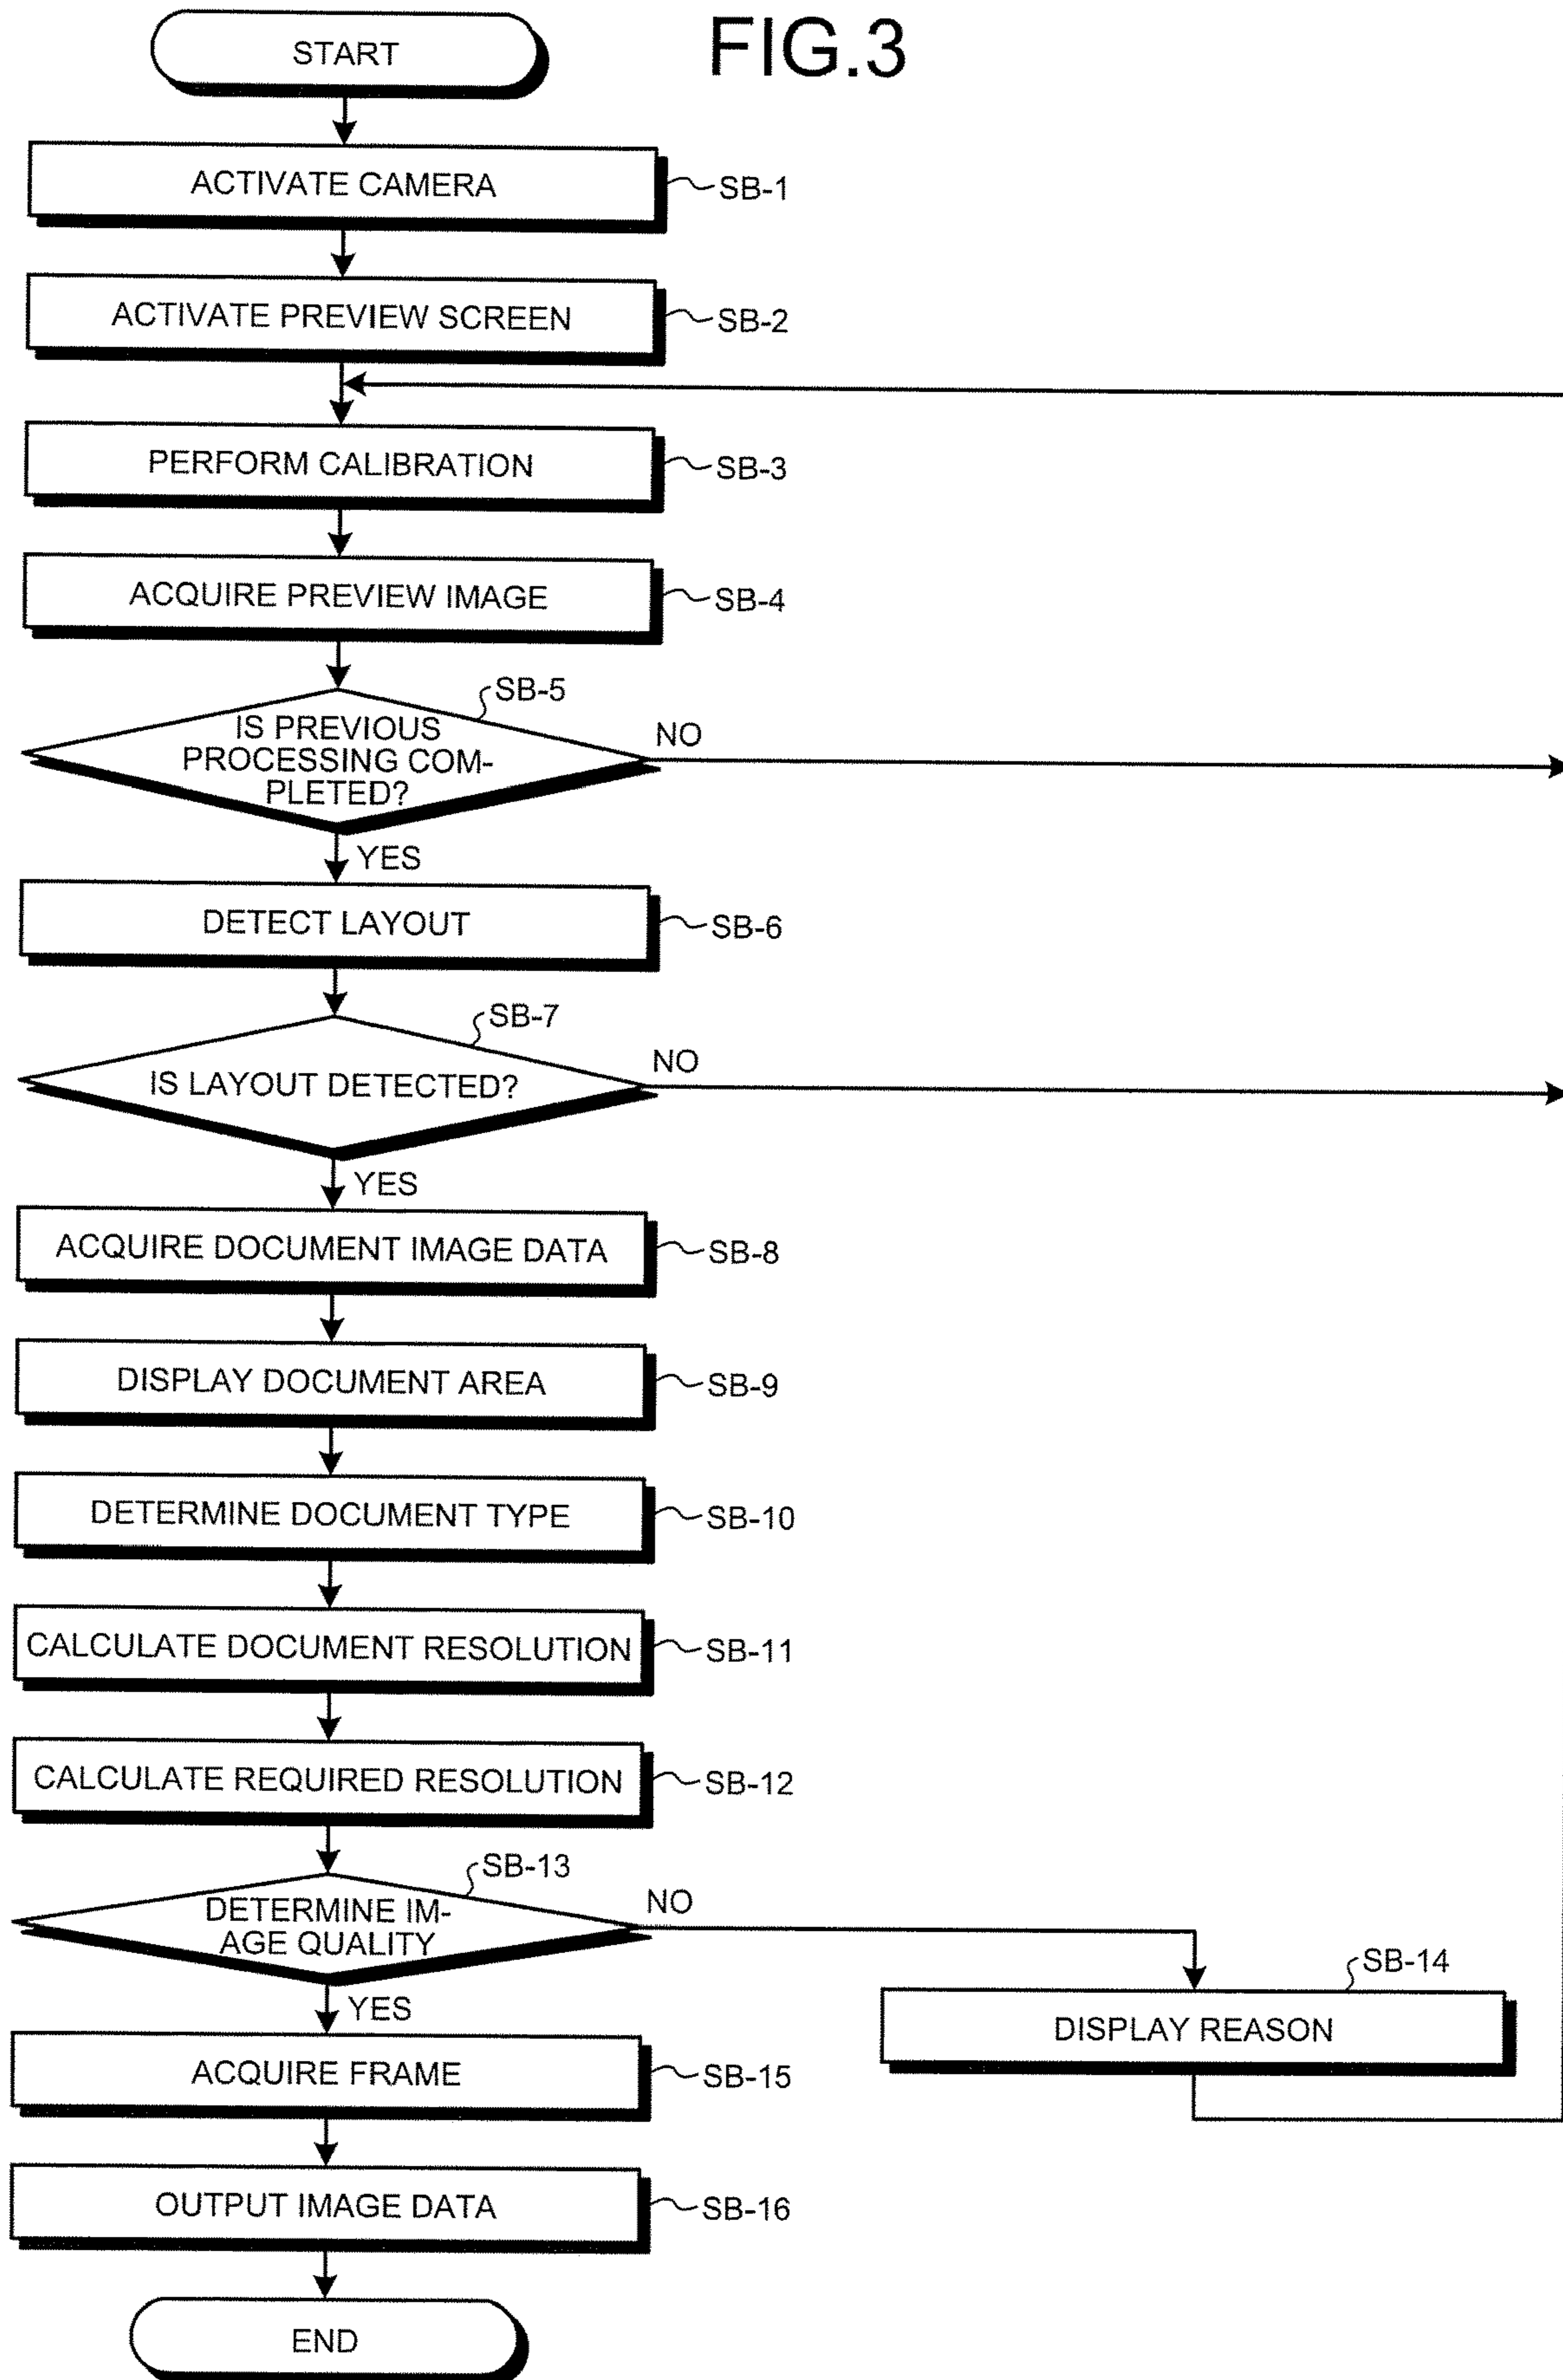 FIG.3
START
ACTIVATE CAMERA
SB-1
ACTIVATE PREVIEW SCREEN
SB-2
PERFORM CALIBRATION
SB-3
ACQUIRE PREVIEW IMAGE
SB-4
SB-5
IS PREVIOUS
PROCESSING COM-
PLETED?
NO
YES
DETECT LAYOUT
SB-6
SB-7
IS LAYOUT DETECTED?
NO
YES
ACQUIRE DOCUMENT IMAGE DATA
SB-8
DISPLAY DOCUMENT AREA
SB-9
DETERMINE DOCUMENT TYPE
SB-10
CALCULATE DOCUMENT RESOLUTION
SB-11
CALCULATE REQUIRED RESOLUTION
SB-12
SB-13
DETERMINE IM-
AGE QUALITY
NO
SB-14
DISPLAY REASON
YES
ACQUIRE FRAME
SB-15
OUTPUT IMAGE DATA
SB-16
END